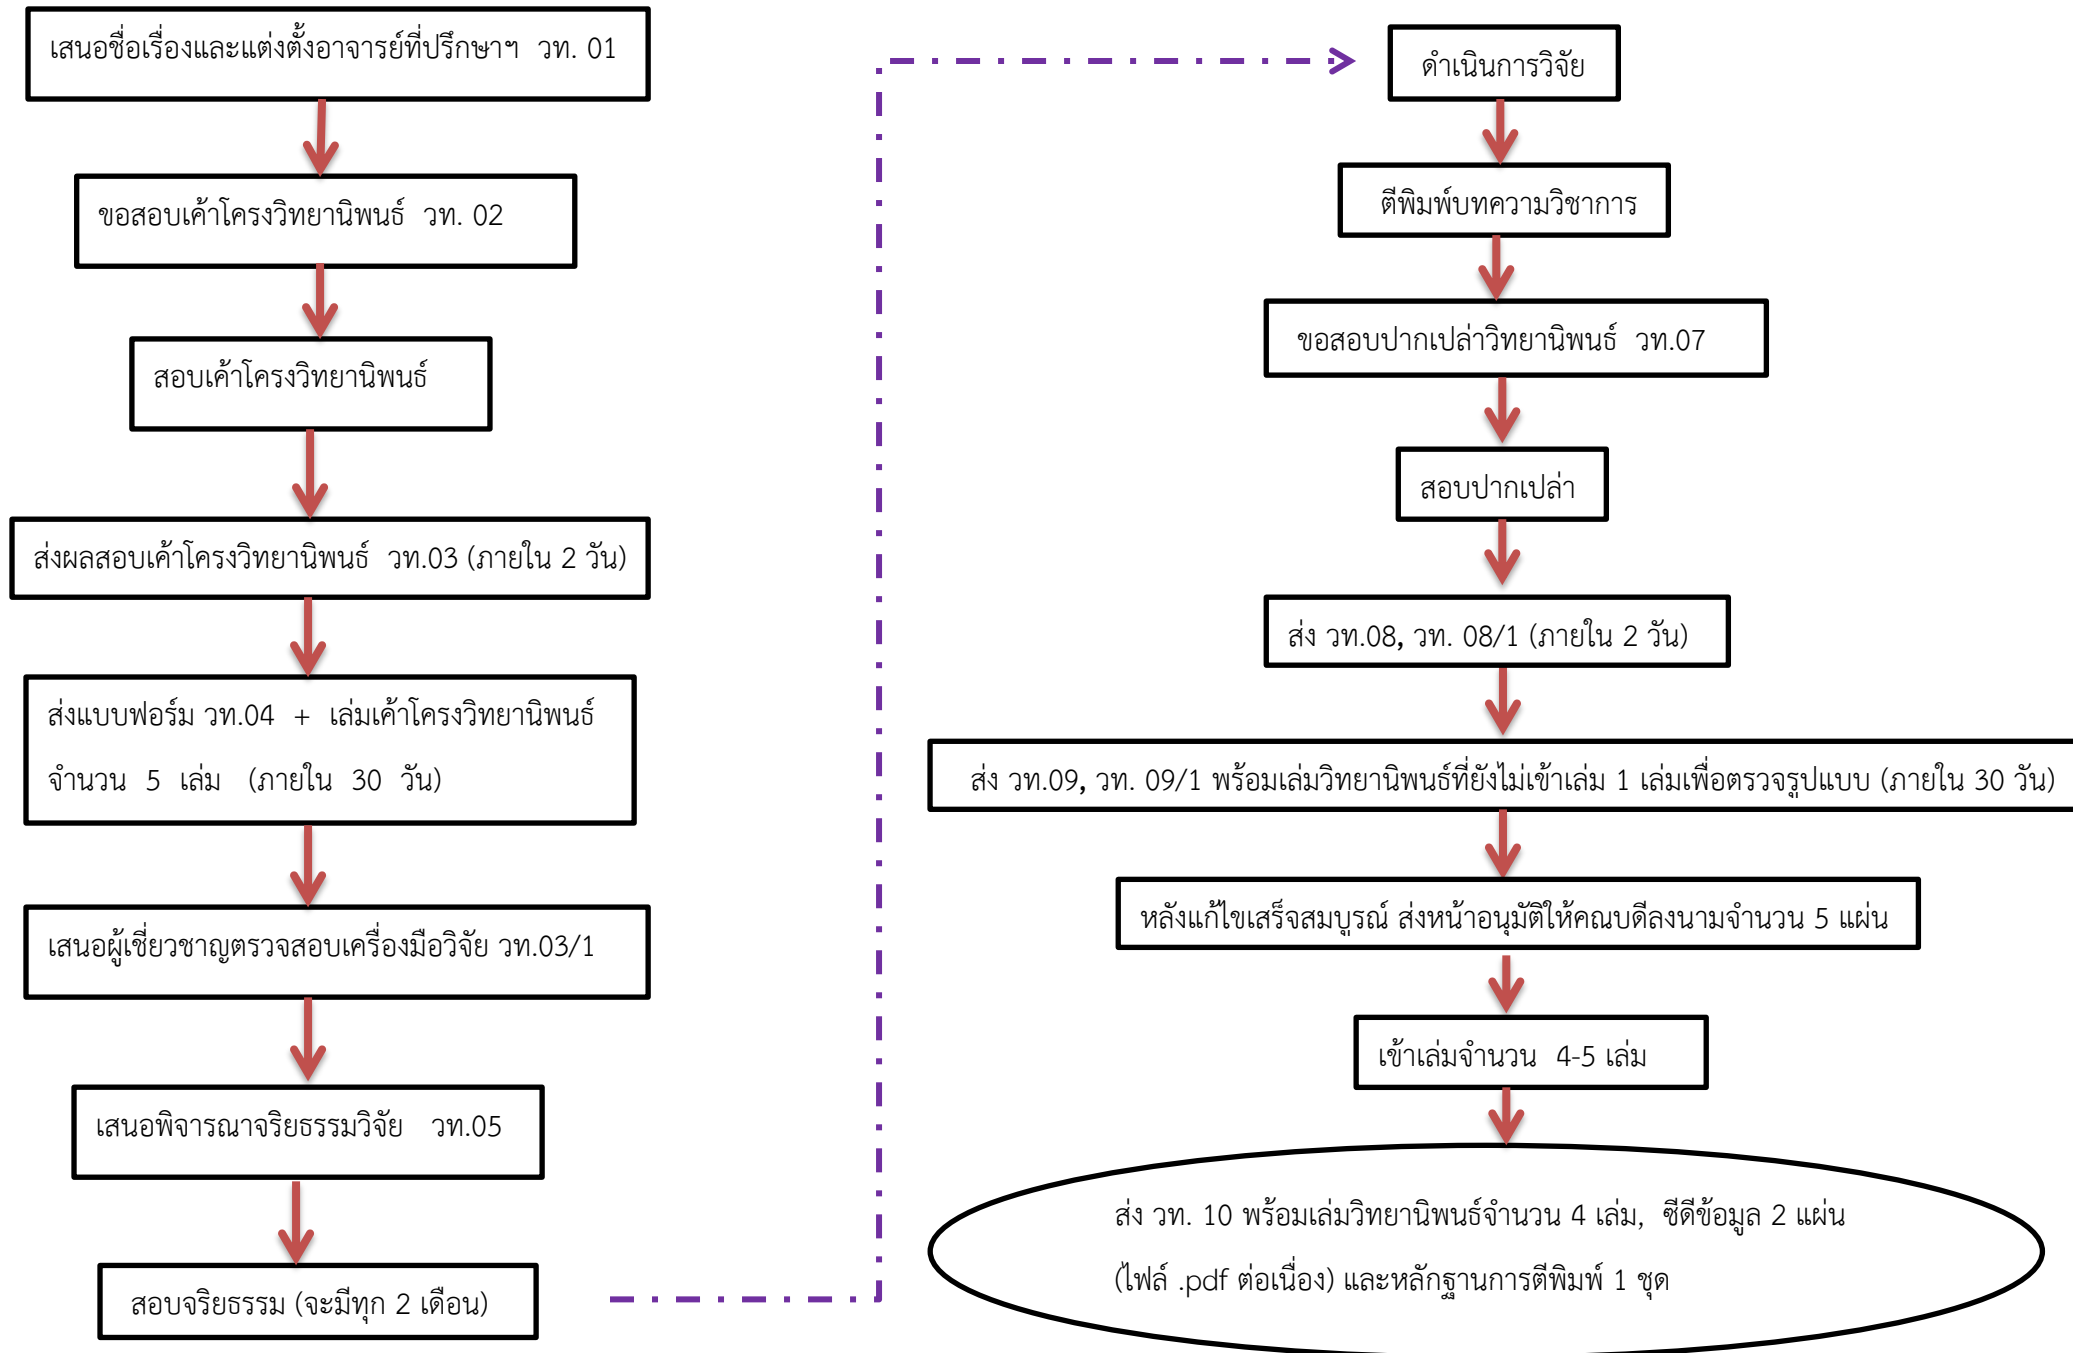 เสนอชื่อเรื่องและแต่งตั้งอาจารย์ที่ปรึกษาฯ วท. 01
ขอสอบเค้าโครงวิทยานิพนธ์ วท. 02
สอบเค้าโครงวิทยานิพนธ์
ส่งผลสอบเค้าโครงวิทยานิพนธ์ วท.03 (ภายใน 2 วัน)
ส่งแบบฟอร์ม วท.04 + เล่มเค้าโครงวิทยานิพนธ์
จำนวน 5 เล่ม (ภายใน 30 วัน)
เสนอผู้เชี่ยวชาญตรวจสอบเครื่องมือวิจัย วท.03/1
เสนอพิจารณาจริยธรรมวิจัย วท.05
สอบจริยธรรม (จะมีทุก 2 เดือน)
ดำเนินการวิจัย
ตีพิมพ์บทความวิชาการ
ขอสอบปากเปล่าวิทยานิพนธ์ วท.07
สอบปากเปล่า
ส่ง วท.08, วท. 08/1 (ภายใน 2 วัน)
ส่ง วท.09, วท. 09/1 พร้อมเล่มวิทยานิพนธ์ที่ยังไม่เข้าเล่ม 1 เล่มเพื่อตรวจรูปแบบ (ภายใน 30 วัน)
หลังแก้ไขเสร็จสมบูรณ์ ส่งหน้าอนุมัติให้คณบดีลงนามจำนวน 5 แผ่น
เข้าเล่มจำนวน 4-5 เล่ม
ส่ง วท. 10 พร้อมเล่มวิทยานิพนธ์จำนวน 4 เล่ม, ซีดีข้อมูล 2 แผ่น
(ไฟล์ .pdf ต่อเนื่อง) และหลักฐานการตีพิมพ์ 1 ชุด